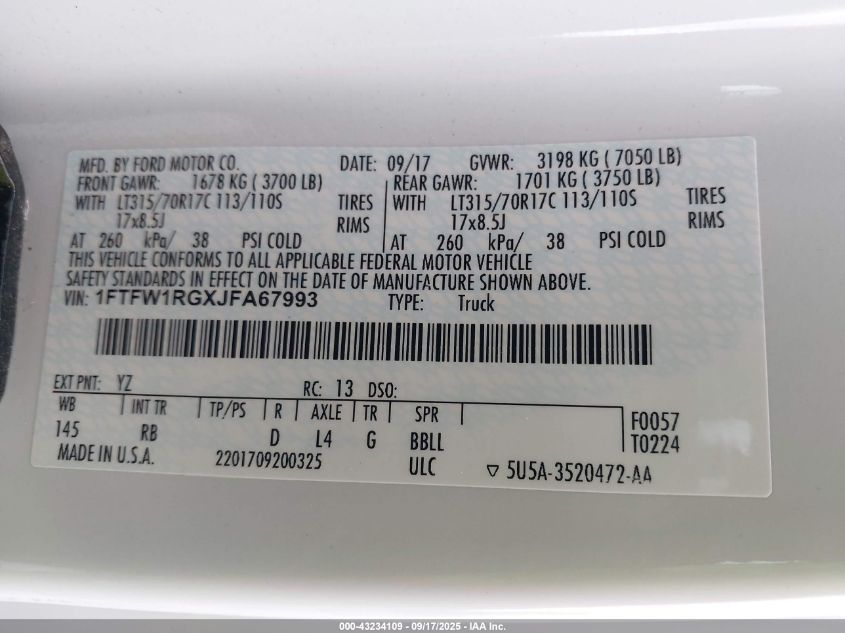 MFD. BY FORD MOTOR CO. DATE: 09/17 GVWR: 3198 KG ( 7050 LB)
FRONT GAWR: 1678 KG ( 3700 LB) REAR GAWR: 1701 KG ( 3750 LB)
WITH LT315/70R17C 113/110S TIRES WITH LT315/70R17C 113/110S TIRES
17x8.5J RIMS 17x8.5J RIMS
AT 260 kPa/ 38 PSI COLD AT 260 kPa/ 38 PSI COLD
THIS VEHICLE CONFORMS TO ALL APPLICABLE FEDERAL MOTOR VEHICLE
SAFETY STANDARDS IN EFFECT ON THE DATE OF MANUFACTURE SHOWN ABOVE.
VIN: 1FTFW1RGXJFA67993 TYPE: Truck
EXT PNT: YZ RC: 13 DSO:
WB INT TR TP/PS R AXLE TR SPR F0057
145 RB D L4 G BBLL T0224
MADE IN U.S.A. 2201709200325 ULC ▽ 5U5A-3520472-AA
000-43234109 - 09/17/2025 - IAA Inc.